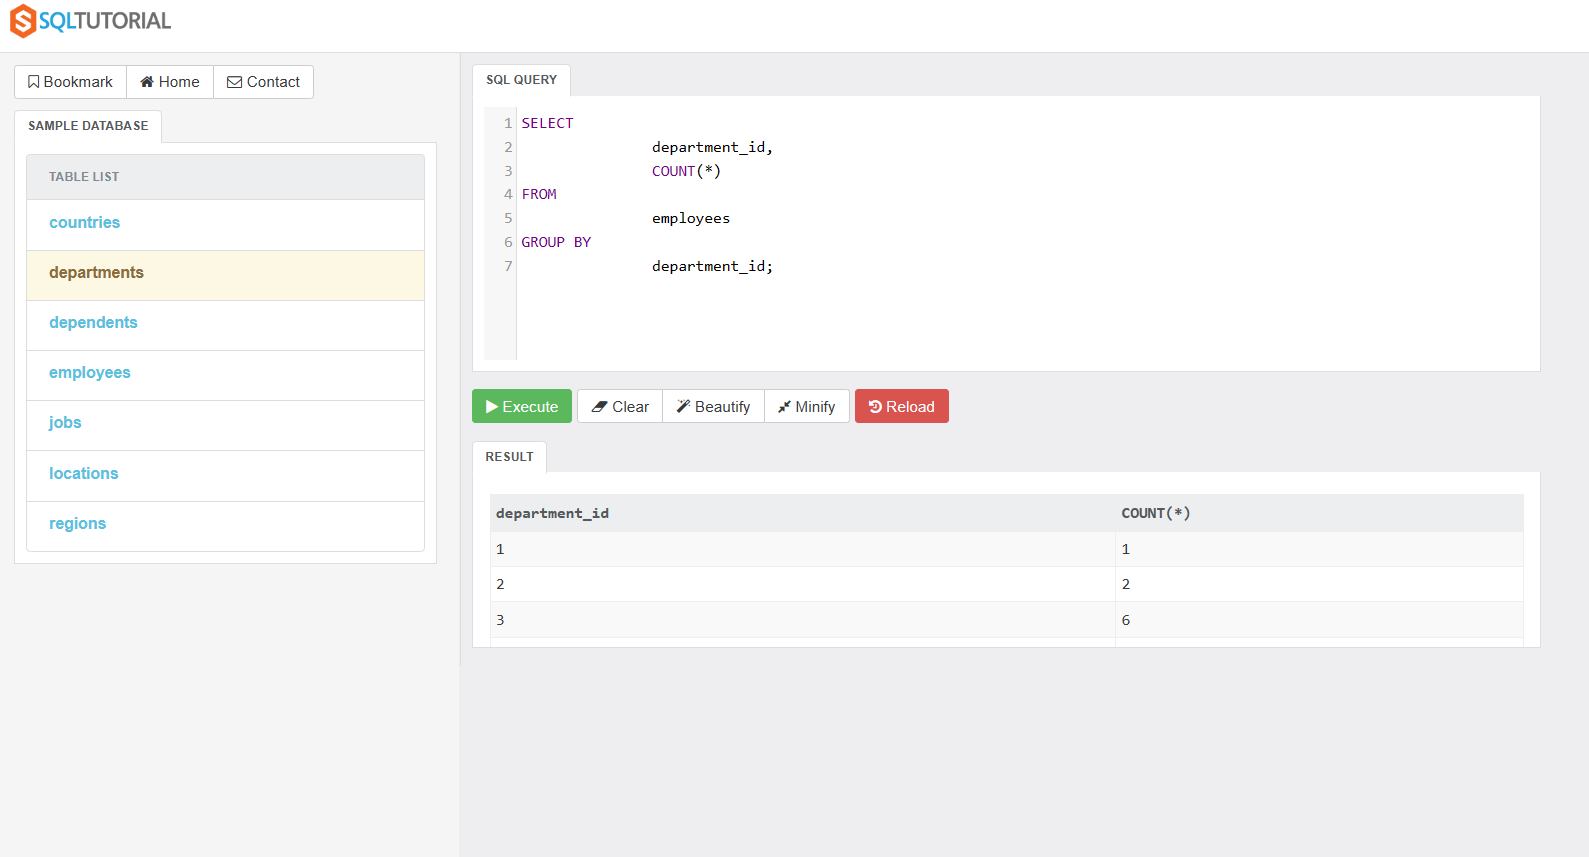 SQLTUTORIAL
Bookmark Home Contact
SAMPLE DATABASE
TABLE LIST
countries
departments
dependents
employees
jobs
locations
regions
SQL QUERY
1 SELECT
2 department_id,
3 COUNT(*)
4 FROM
5 employees
6 GROUP BY
7 department_id;
Execute Clear Beautify Minify Reload
RESULT
department_id COUNT(*)
1 1
2 2
3 6